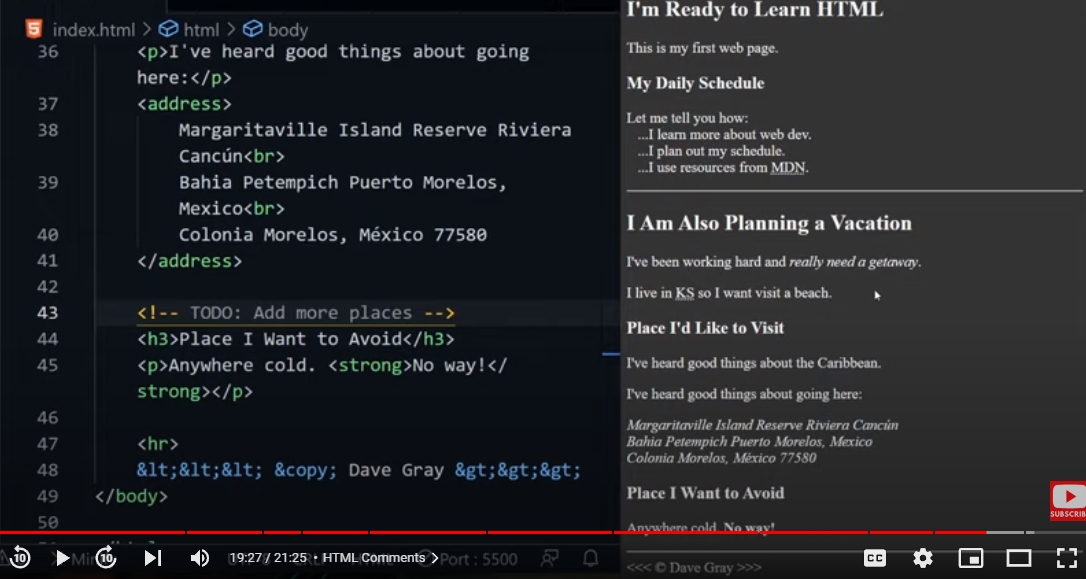 index.html > html > body
36 <p>I've heard good things about going
here:</p>
37 <address>
38 Margaritaville Island Reserve Riviera
Cancún<br>
39 Bahia Petempich Puerto Morelos,
Mexico<br>
40 Colonia Morelos, México 77580
41 </address>
42
43 <!-- TODO: Add more places -->
44 <h3>Place I Want to Avoid</h3>
45 <p>Anywhere cold. <strong>No way!</
strong></p>
46
47 <hr>
48 &lt;&lt;&lt; &copy; Dave Gray &gt;&gt;&gt;
49 </body>
50
I'm Ready to Learn HTML
This is my first web page.
My Daily Schedule
Let me tell you how:
...I learn more about web dev.
...I plan out my schedule.
...I use resources from MDN.
I Am Also Planning a Vacation
I've been working hard and really need a getaway.
I live in KS so I want visit a beach.
Place I'd Like to Visit
I've heard good things about the Caribbean.
I've heard good things about going here:
Margaritaville Island Reserve Riviera Cancún
Bahia Petempich Puerto Morelos, Mexico
Colonia Morelos, México 77580
Place I Want to Avoid
Anywhere cold. No way!
<<< © Dave Gray >>>
SUBSCRIB
10 10 19:27 / 21:25 • HTML Comments > Port : 5500 CC